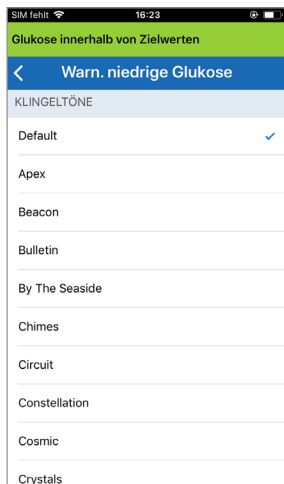 SIM fehlt 16:23
Glukose innerhalb von Zielwerten
Warn. niedrige Glukose
KLINGELTÖNE
Default
Apex
Beacon
Bulletin
By The Seaside
Chimes
Circuit
Constellation
Cosmic
Crystals